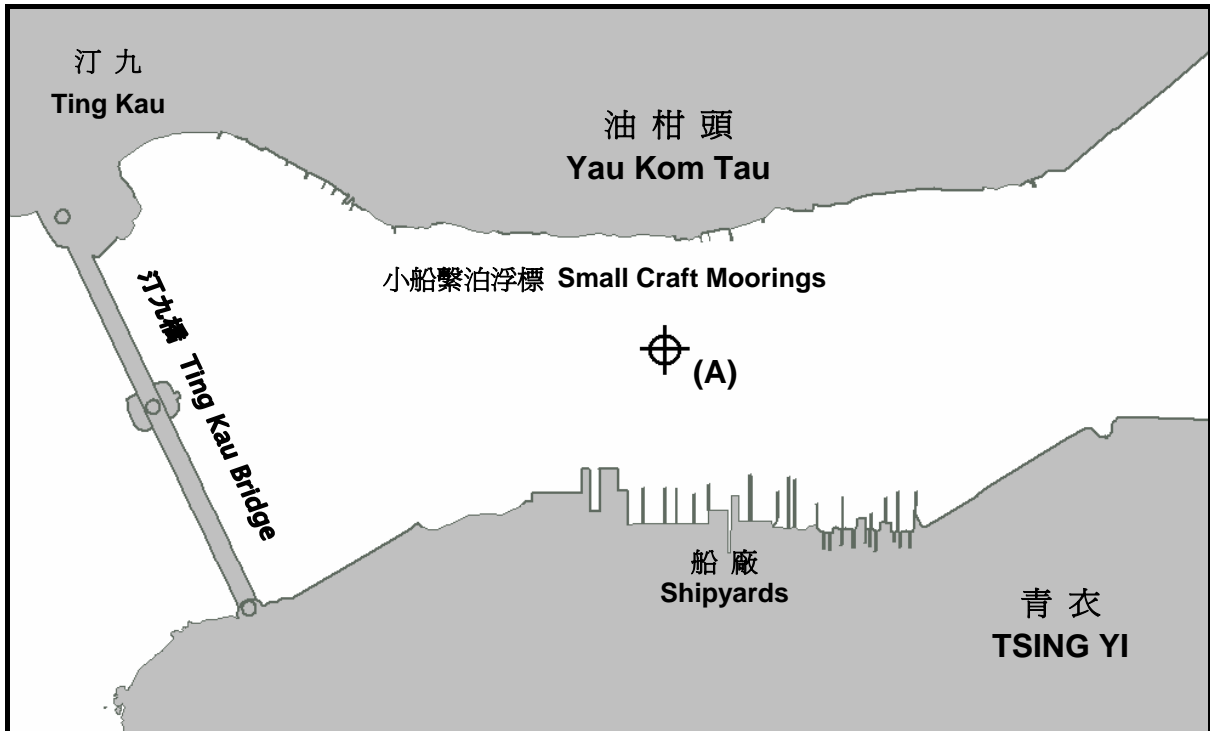 汀九
Ting Kau
油柑頭
Yau Kom Tau
小船繫泊浮標 Small Craft Moorings
汀九橋 Ting Kau Bridge
(A)
船廠
Shipyards
青衣
TSING YI